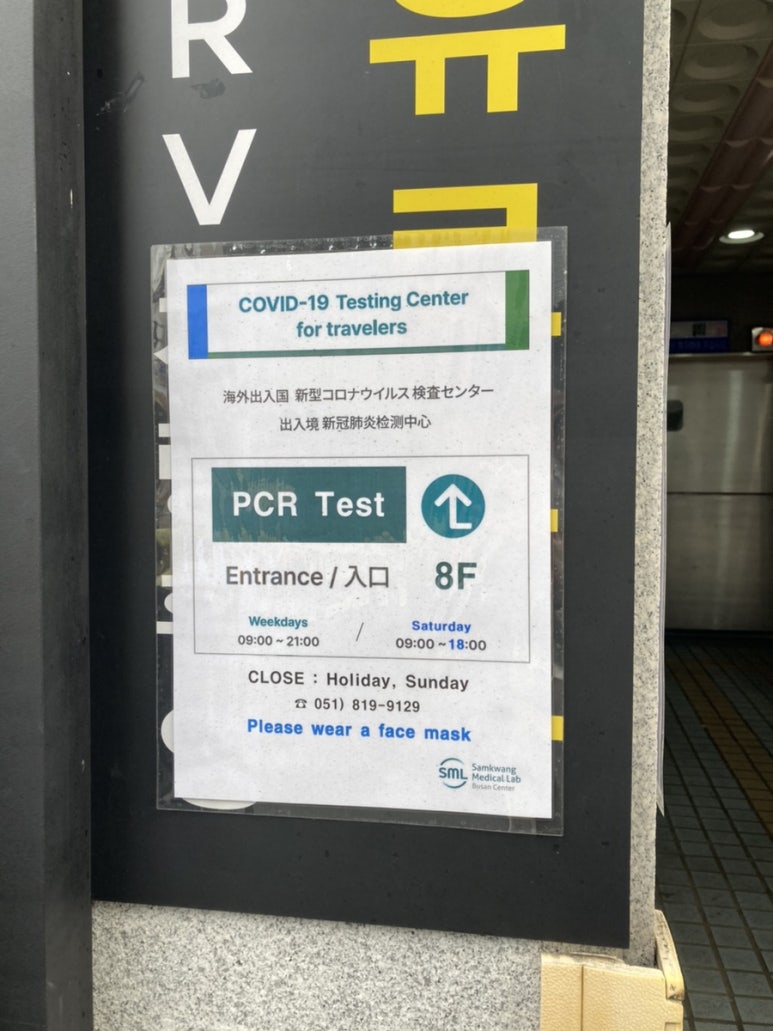 R
V
COVID-19 Testing Center
for travelers
海外出入国 新型コロナウイルス検査センター
出入境 新冠肺炎检测中心
PCR Test
Entrance / 入口 8F
Weekdays / Saturday
09:00 ~ 21:00 09:00 ~ 18:00
CLOSE : Holiday, Sunday
☎ 051) 819-9129
Please wear a face mask
SML Samkwang
Medical Lab
Busan Center